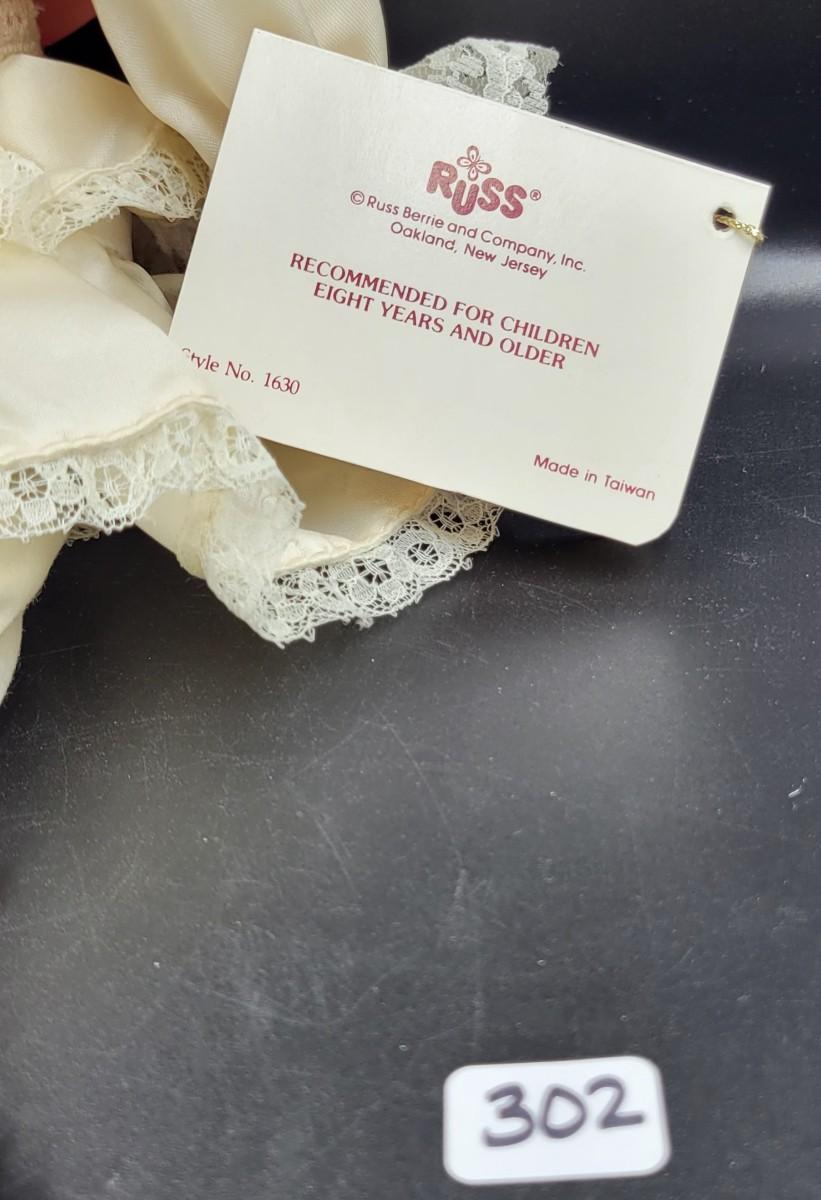 RUSS®
© Russ Berrie and Company, Inc.
Oakland, New Jersey
RECOMMENDED FOR CHILDREN
EIGHT YEARS AND OLDER
Style No. 1630
Made in Taiwan
302